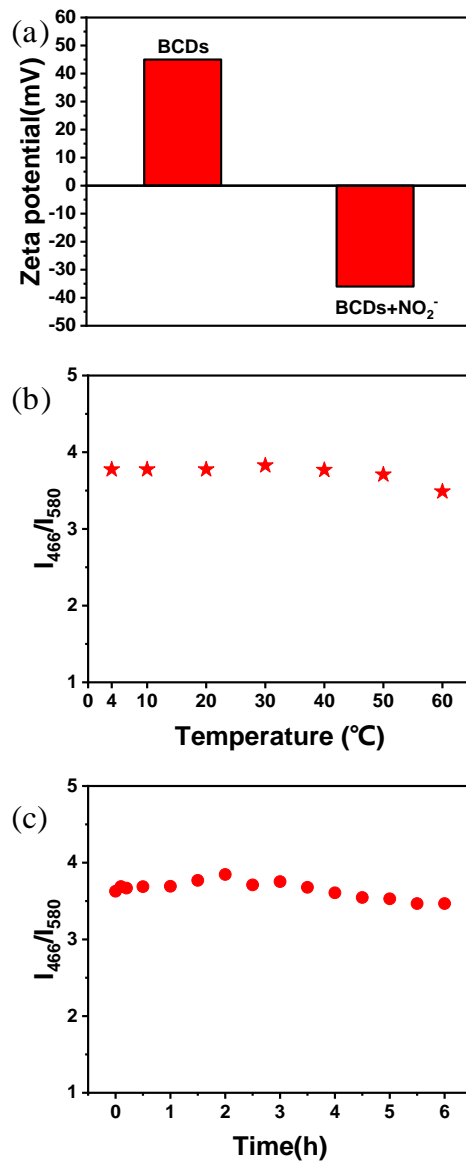 (a)
Zeta potential(mV)
60
50
40
30
20
10
0
-10
-20
-30
-40
-50
BCDs
BCDs+NO₂⁻
(b)
I₄₆₆/I₅₈₀
5
4
3
2
1
0 4 10 20 30 40 50 60
Temperature (℃)
(c)
I₄₆₆/I₅₈₀
5
4
3
2
1
0 1 2 3 4 5 6
Time(h)